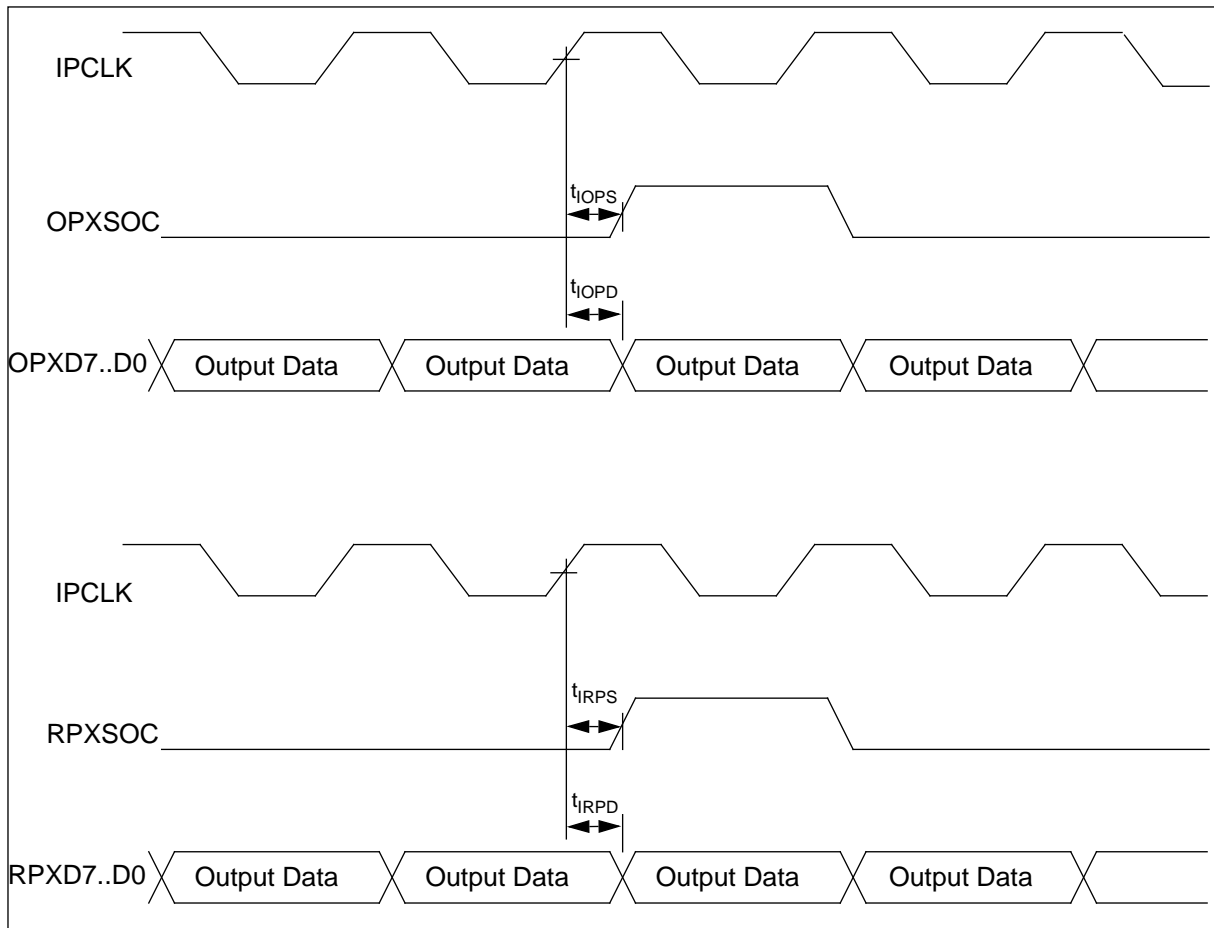 IPCLK
tIOPS
OPXSOC
tIOPD
OPXD7..D0 Output Data Output Data Output Data Output Data
IPCLK
tIRPS
RPXSOC
tIRPD
RPXD7..D0 Output Data Output Data Output Data Output Data